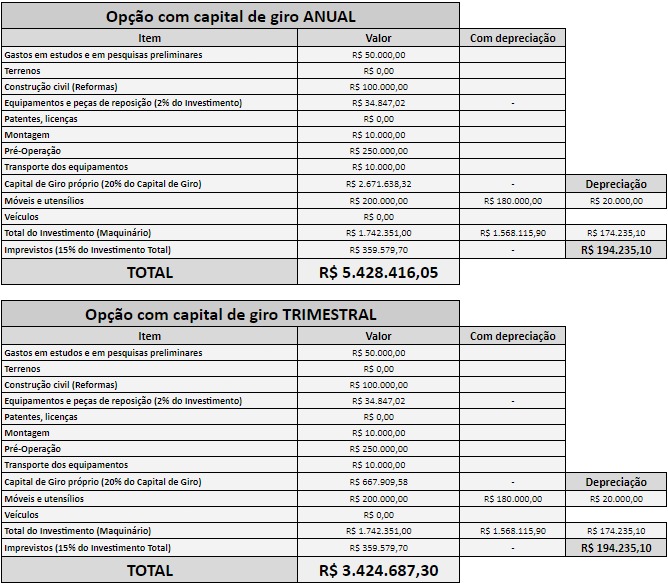 Opção com capital de giro ANUAL
Item Valor Com depreciação
Gastos em estudos e em pesquisas preliminares R$ 50.000,00
Terrenos R$ 0,00
Construção civil (Reformas) R$ 100.000,00
Equipamentos e peças de reposição (2% do Investimento) R$ 34.847,02 -
Patentes, licenças R$ 0,00
Montagem R$ 10.000,00
Pré-Operação R$ 250.000,00
Transporte dos equipamentos R$ 10.000,00
Capital de Giro próprio (20% do Capital de Giro) R$ 2.671.638,32 - Depreciação
Móveis e utensílios R$ 200.000,00 R$ 180.000,00 R$ 20.000,00
Veículos R$ 0,00
Total do Investimento (Maquinário) R$ 1.742.351,00 R$ 1.568.115,90 R$ 174.235,10
Imprevistos (15% do Investimento Total) R$ 359.579,70 - R$ 194.235,10
TOTAL R$ 5.428.416,05
Opção com capital de giro TRIMESTRAL
Item Valor Com depreciação
Gastos em estudos e em pesquisas preliminares R$ 50.000,00
Terrenos R$ 0,00
Construção civil (Reformas) R$ 100.000,00
Equipamentos e peças de reposição (2% do Investimento) R$ 34.847,02 -
Patentes, licenças R$ 0,00
Montagem R$ 10.000,00
Pré-Operação R$ 250.000,00
Transporte dos equipamentos R$ 10.000,00
Capital de Giro próprio (20% do Capital de Giro) R$ 667.909,58 - Depreciação
Móveis e utensílios R$ 200.000,00 R$ 180.000,00 R$ 20.000,00
Veículos R$ 0,00
Total do Investimento (Maquinário) R$ 1.742.351,00 R$ 1.568.115,90 R$ 174.235,10
Imprevistos (15% do Investimento Total) R$ 359.579,70 - R$ 194.235,10
TOTAL R$ 3.424.687,30